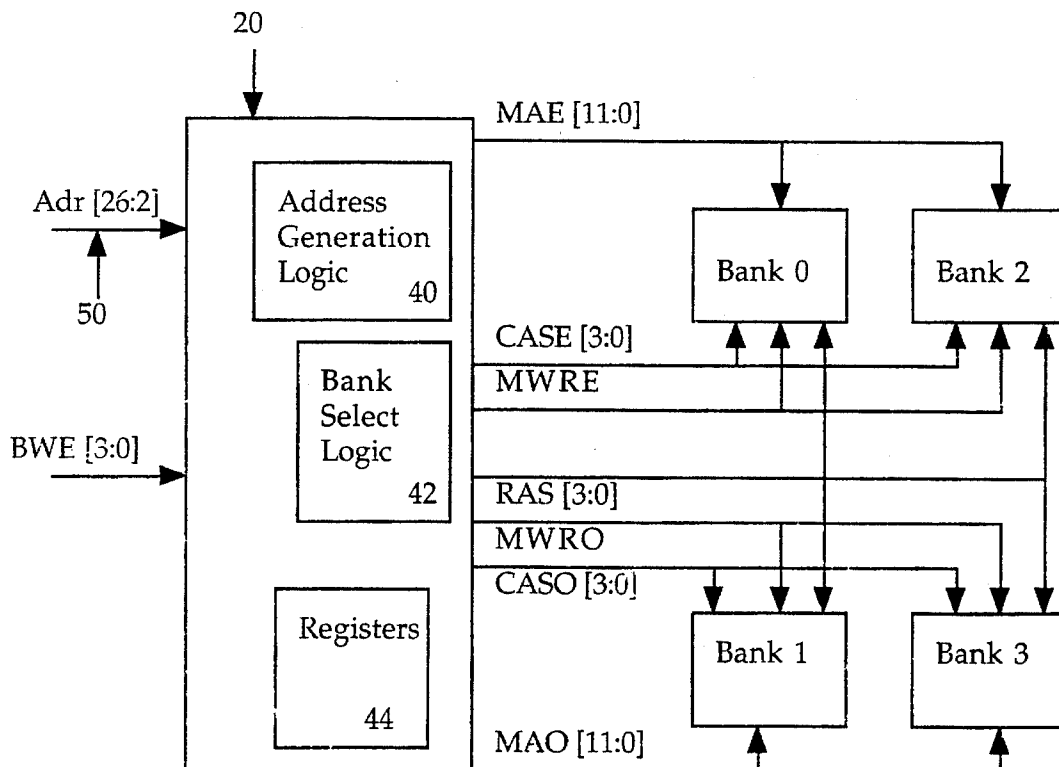 20
MAE [11:0]
Adr [26:2]
50
Address
Generation
Logic
40
Bank 0
Bank 2
CASE [3:0]
MWRE
Bank
Select
Logic
42
BWE [3:0]
RAS [3:0]
MWRO
CASO [3:0]
Registers
44
Bank 1
Bank 3
MAO [11:0]